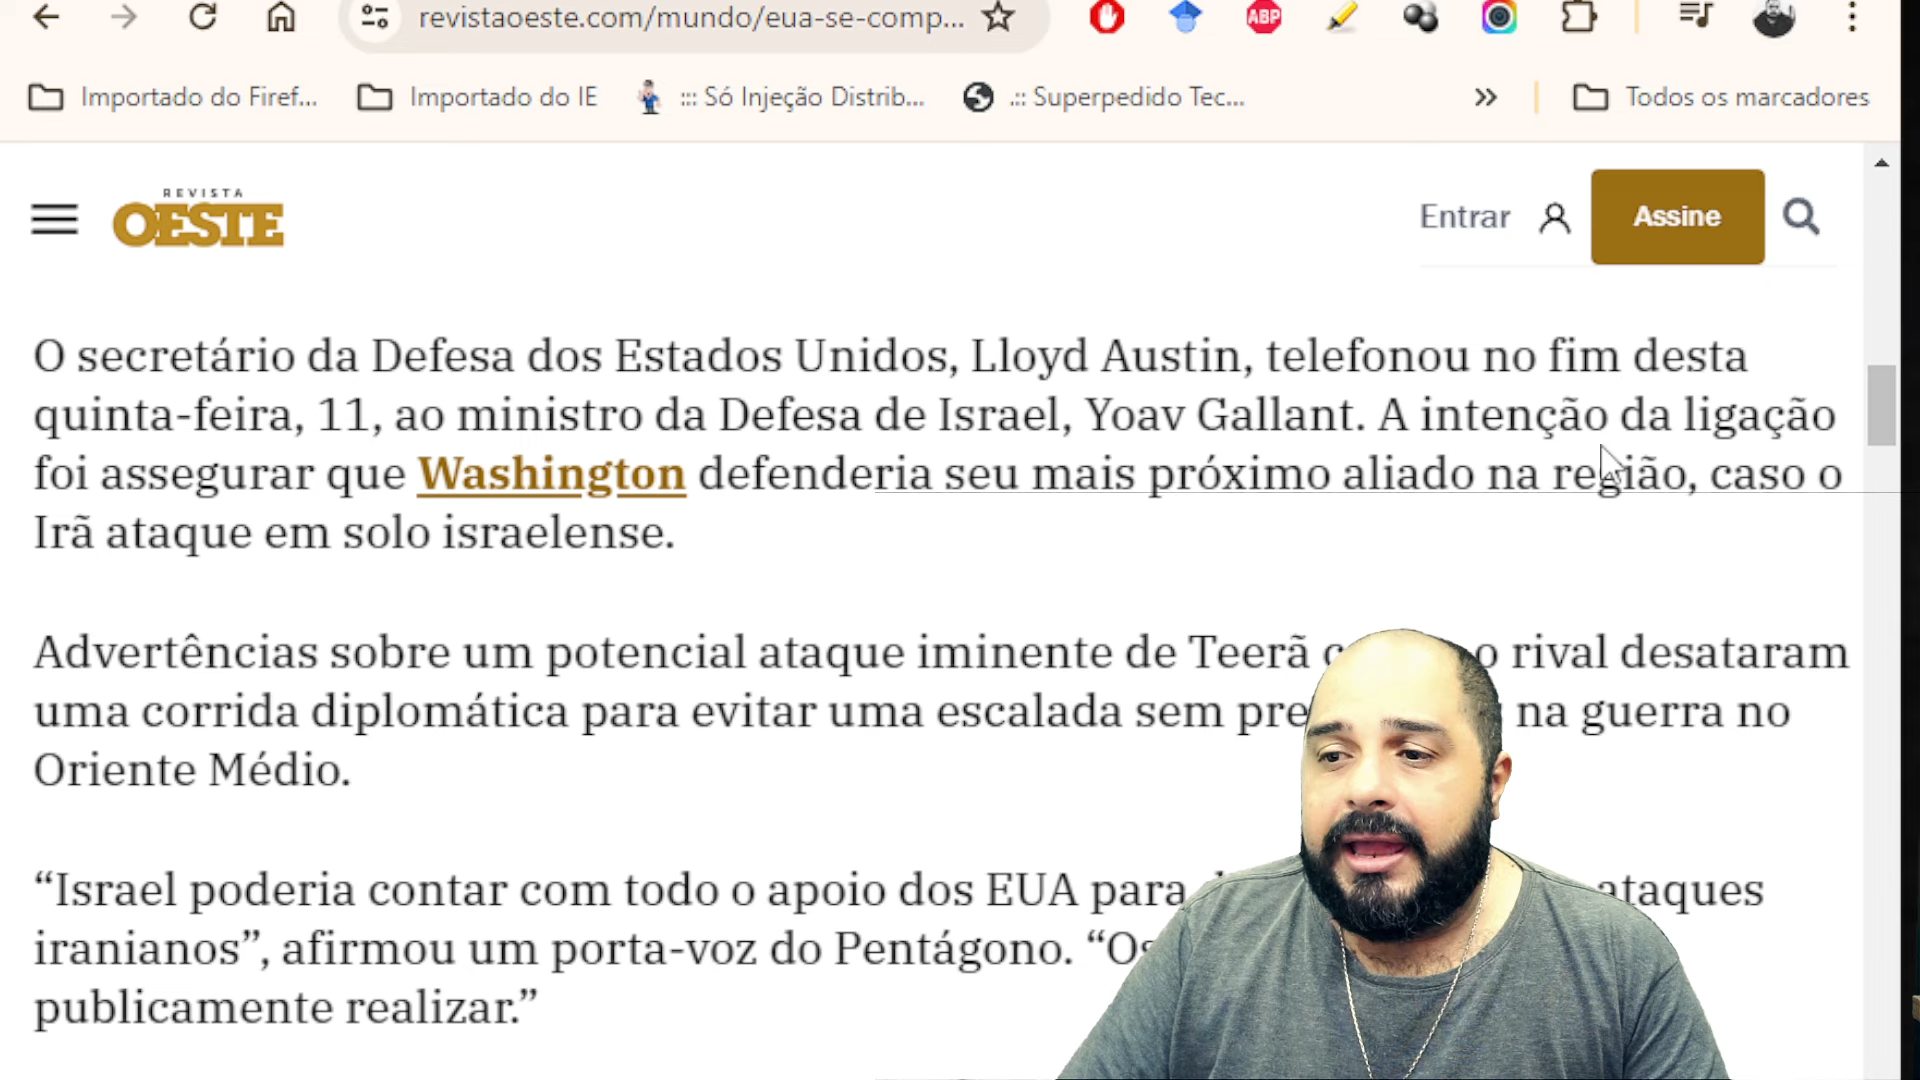 revistaoeste.com/mundo/eua-se-comp...
ABP
Importado do Firef...
Importado do IE
::: Só Injeção Distrib...
.:: Superpedido Tec...
Todos os marcadores
REVISTA
OESTE
Entrar
Assine
O secretário da Defesa dos Estados Unidos, Lloyd Austin, telefonou no fim desta
quinta-feira, 11, ao ministro da Defesa de Israel, Yoav Gallant. A intenção da ligação
foi assegurar que Washington defenderia seu mais próximo aliado na região, caso o
Irã ataque em solo israelense.
Advertências sobre um potencial ataque iminente de Teerã o rival desataram
uma corrida diplomática para evitar uma escalada sem na guerra no
Oriente Médio.
“Israel poderia contar com todo o apoio dos EUA para ataques
iranianos”, afirmou um porta-voz do Pentágono. “Os
publicamente realizar.”